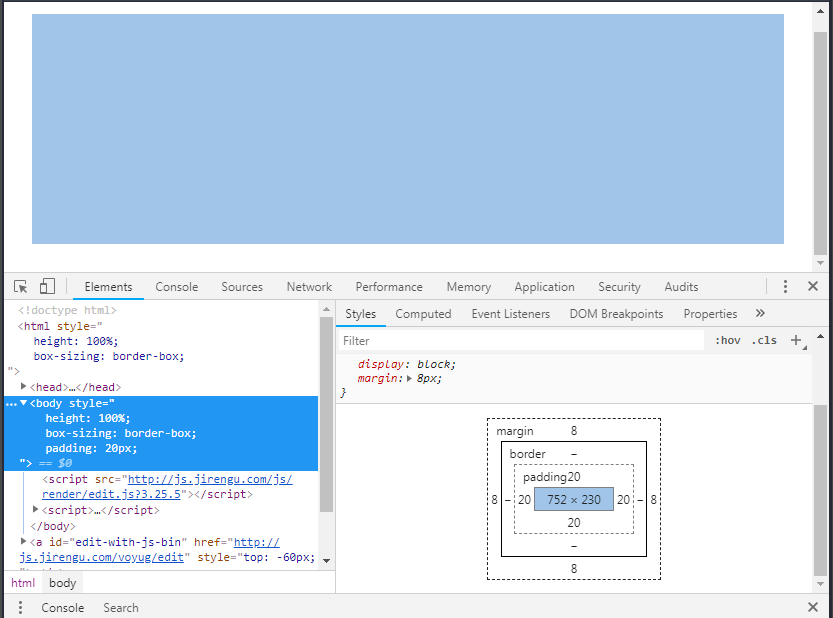 Elements Console Sources Network Performance Memory Application Security Audits
<!doctype html>
<html style="
height: 100%;
box-sizing: border-box;
">
<head>…</head>
<body style="
height: 100%;
box-sizing: border-box;
padding: 20px;
"> == $0
<script src="http://js.jirengu.com/js/
render/edit.js?3.25.5"></script>
<script>…</script>
</body>
<a id="edit-with-js-bin" href="http://
js.jirengu.com/voyug/edit" style="top: -60px;
html body
Styles Computed Event Listeners DOM Breakpoints Properties »
Filter :hov .cls +
display: block;
margin: 8px;
}
margin 8
border –
padding20
8 – 20 752 × 230 20 – 8
20
–
8
Console Search